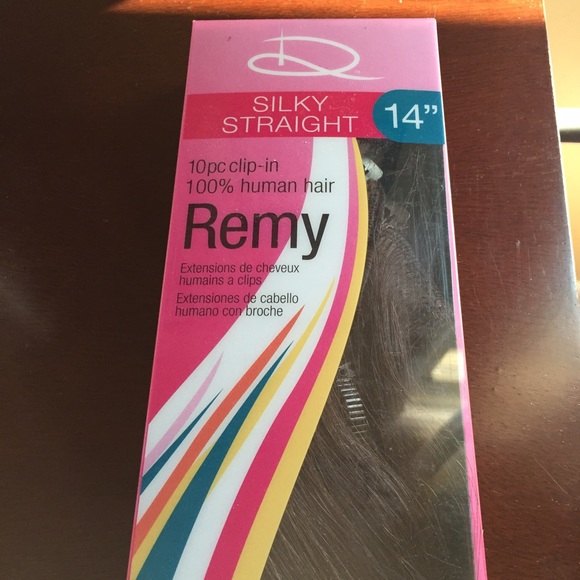 SILKY
STRAIGHT
14”
10pc clip-in
100% human hair
Remy
Extensions de cheveux
humains a clips
Extensiones de cabello
humano con broche